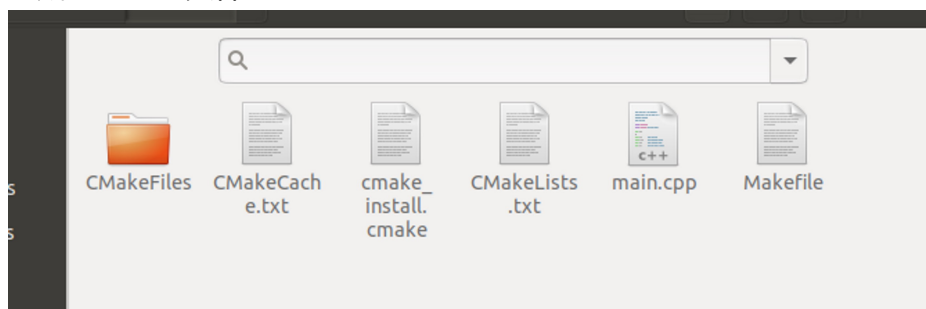 CMakeFiles
CMakeCach
e.txt
cmake_
install.
cmake
CMakeLists
.txt
c++
main.cpp
Makefile
s
s